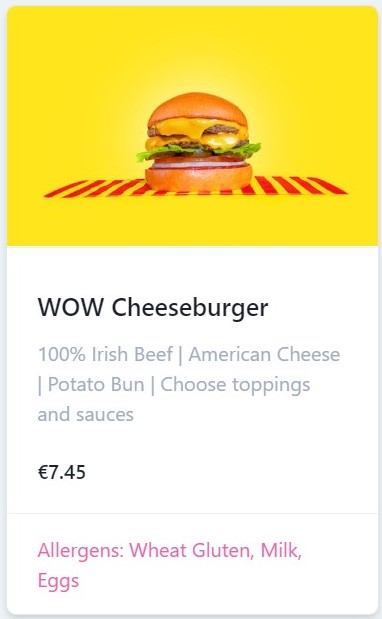 WOW Cheeseburger
100% Irish Beef | American Cheese
| Potato Bun | Choose toppings
and sauces
€7.45
Allergens: Wheat Gluten, Milk,
Eggs